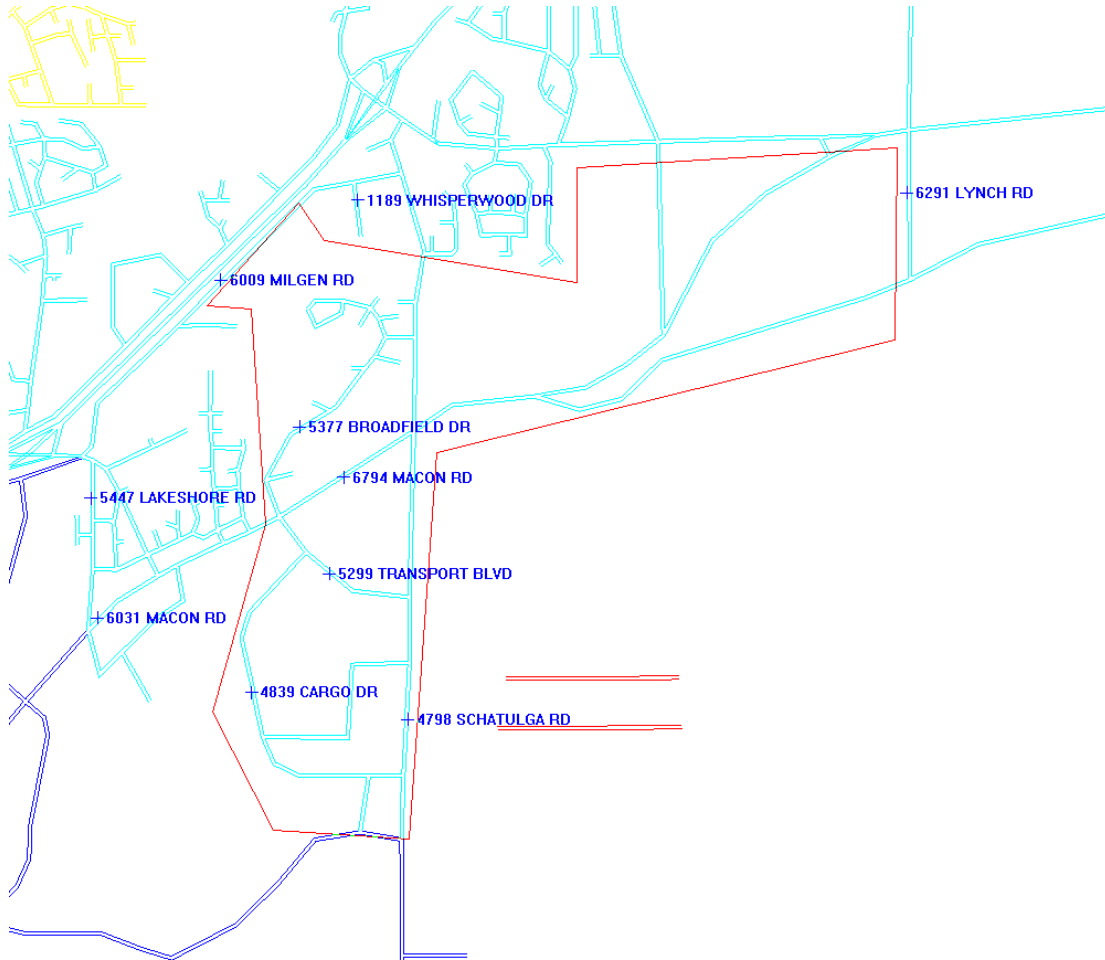 1189 WHISPERWOOD DR
6291 LYNCH RD
6009 MILGEN RD
5377 BROADFIELD DR
6794 MACON RD
5447 LAKESHORE RD
5299 TRANSPORT BLVD
6031 MACON RD
4839 CARGO DR
4798 SCHATULGA RD